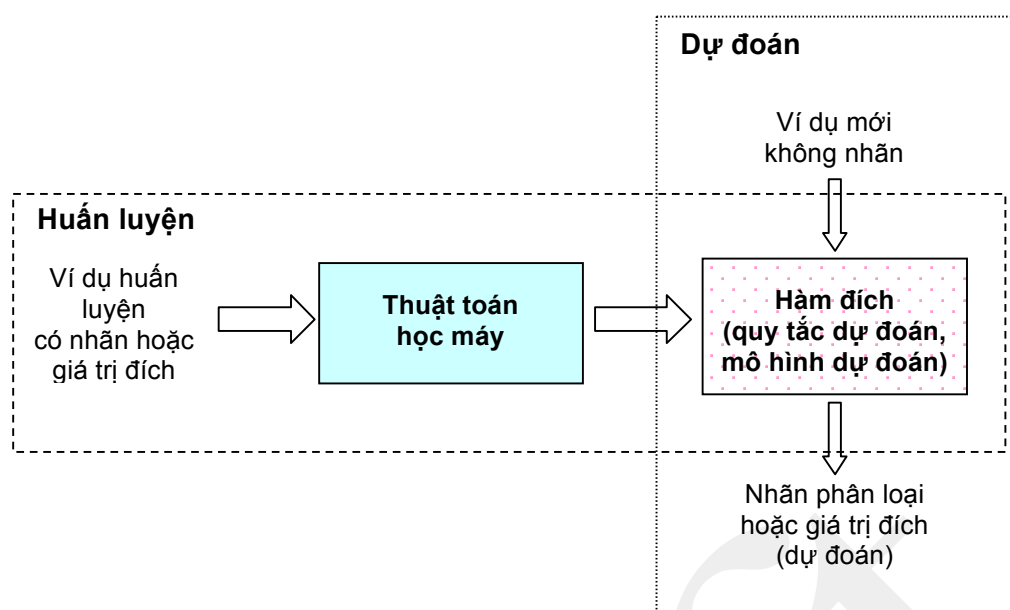 Dự đoán
Ví dụ mới
không nhãn
Huấn luyện
Ví dụ huấn
luyện
có nhãn hoặc
giá trị đích
Thuật toán
học máy
Hàm đích
(quy tắc dự đoán,
mô hình dự đoán)
Nhãn phân loại
hoặc giá trị đích
(dự đoán)